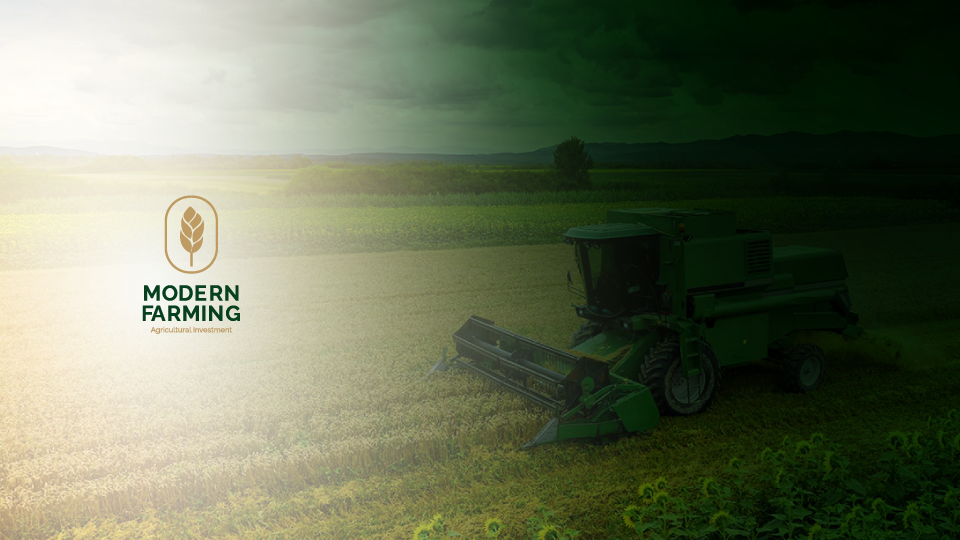 MODERN
FARMING
Agricultural Investment